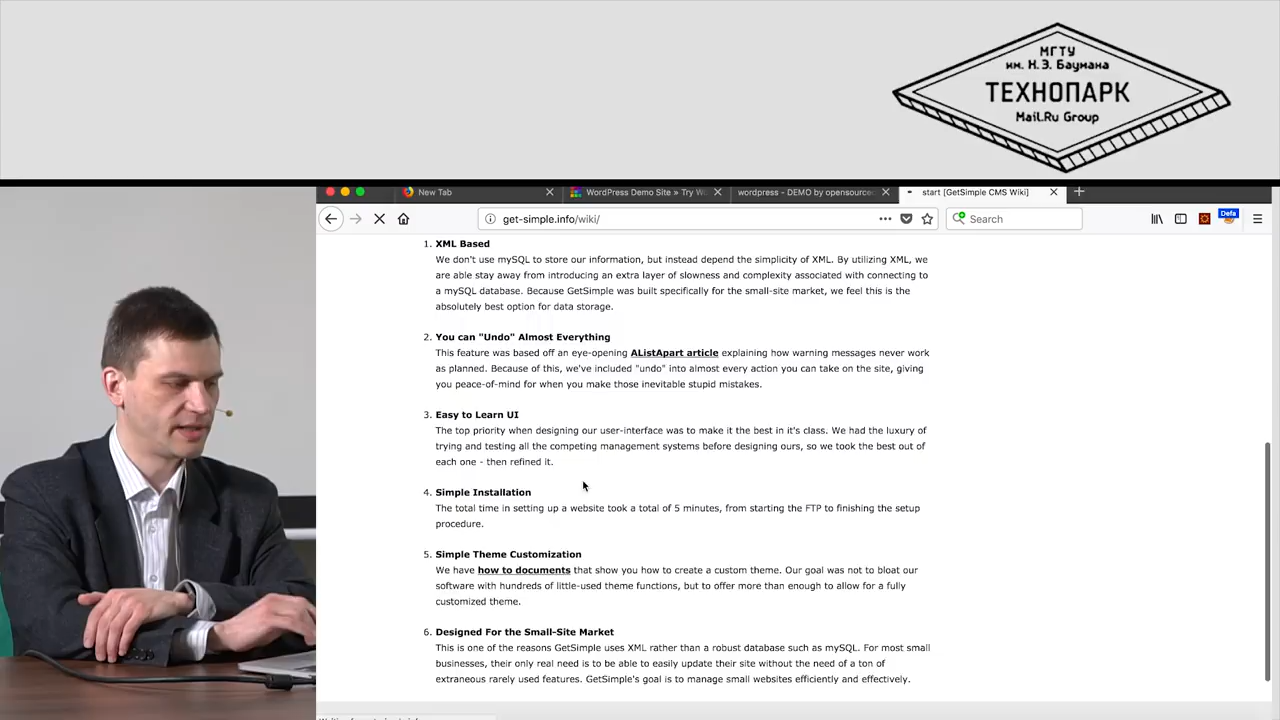 МГТУ
им. Н.Э. Баумана
ТЕХНОПАРК
Mail.Ru Group
New Tab
WordPress Demo Site » Try W
wordpress - DEMO by opensource
start [GetSimple CMS Wiki]
get-simple.info/wiki/
Search
Defa
1. XML Based
We don't use mySQL to store our information, but instead depend the simplicity of XML. By utilizing XML, we
are able stay away from introducing an extra layer of slowness and complexity associated with connecting to
a mySQL database. Because GetSimple was built specifically for the small-site market, we feel this is the
absolutely best option for data storage.
2. You can "Undo" Almost Everything
This feature was based off an eye-opening AListApart article explaining how warning messages never work
as planned. Because of this, we've included "undo" into almost every action you can take on the site, giving
you peace-of-mind for when you make those inevitable stupid mistakes.
3. Easy to Learn UI
The top priority when designing our user-interface was to make it the best in it's class. We had the luxury of
trying and testing all the competing management systems before designing ours, so we took the best out of
each one - then refined it.
4. Simple Installation
The total time in setting up a website took a total of 5 minutes, from starting the FTP to finishing the setup
procedure.
5. Simple Theme Customization
We have how to documents that show you how to create a custom theme. Our goal was not to bloat our
software with hundreds of little-used theme functions, but to offer more than enough to allow for a fully
customized theme.
6. Designed For the Small-Site Market
This is one of the reasons GetSimple uses XML rather than a robust database such as mySQL. For most small
businesses, their only real need is to be able to easily update their site without the need of a ton of
extraneous rarely used features. GetSimple's goal is to manage small websites efficiently and effectively.